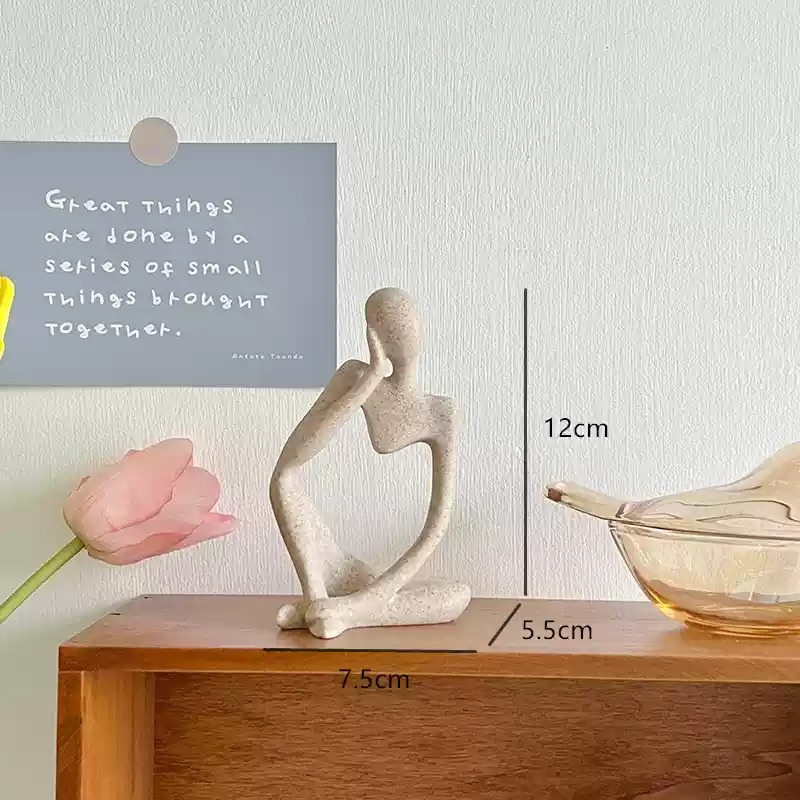 Great things
are done by a
series of small
things brought
together.
12cm
5.5cm
7.5cm